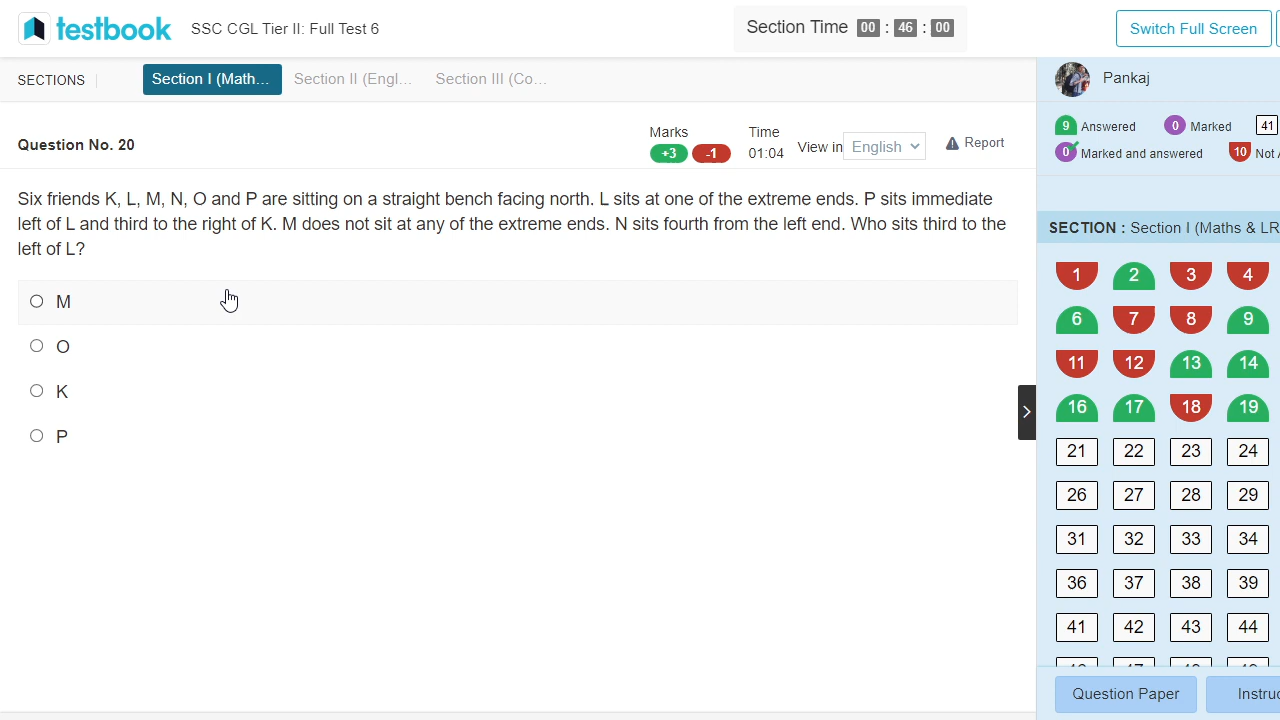 testbook
SSC CGL Tier II: Full Test 6
Section Time 00 : 46 : 00
Switch Full Screen
SECTIONS
Section I (Math...
Section II (Engl...
Section III (Co...
Pankaj
9 Answered
0 Marked
41
0 Marked and answered
10 Not
Question No. 20
Marks
+3 -1
Time
01:04
View in English
Report
Six friends K, L, M, N, O and P are sitting on a straight bench facing north. L sits at one of the extreme ends. P sits immediate
left of L and third to the right of K. M does not sit at any of the extreme ends. N sits fourth from the left end. Who sits third to the
left of L?
M
O
K
P
SECTION : Section I (Maths & LR
1 2 3 4
6 7 8 9
11 12 13 14
16 17 18 19
21 22 23 24
26 27 28 29
31 32 33 34
36 37 38 39
41 42 43 44
Question Paper